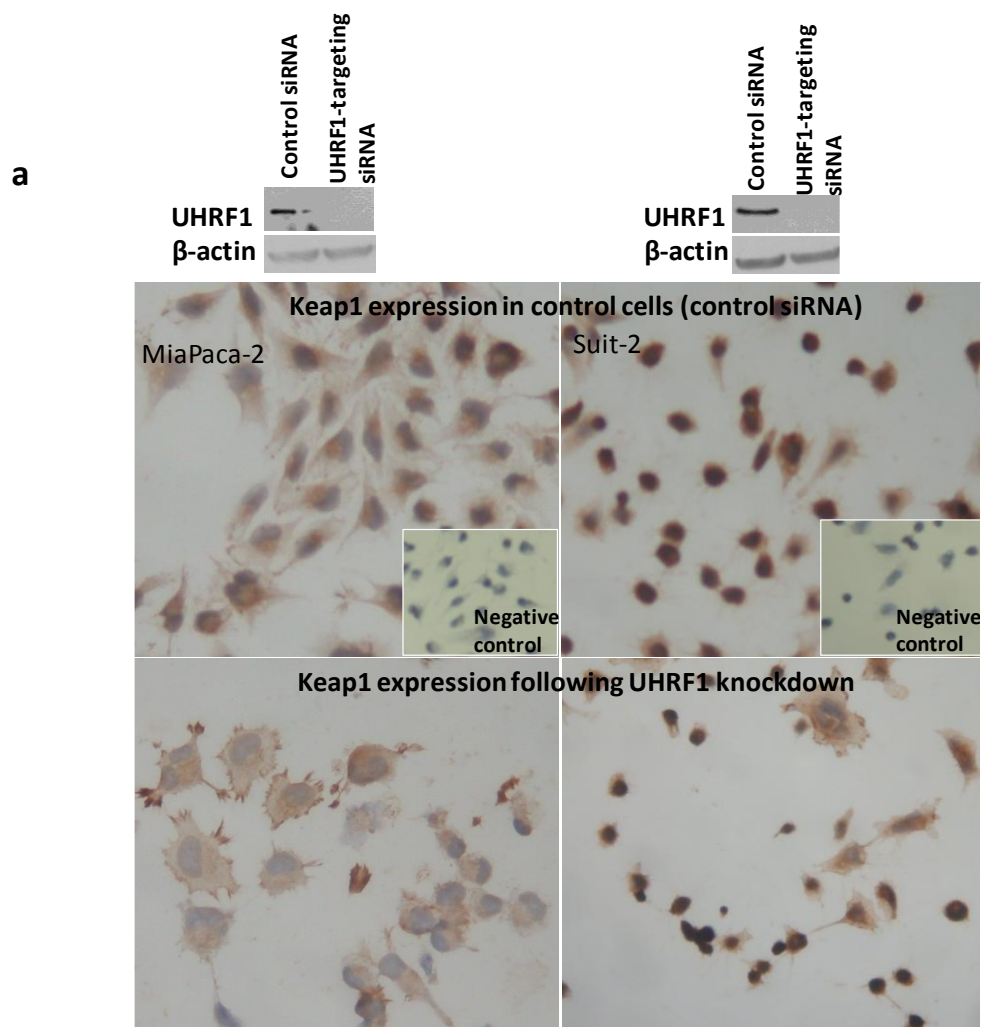 a
Control siRNA
UHRF1-targeting
siRNA
UHRF1
β-actin
Control siRNA
UHRF1-targeting
siRNA
UHRF1
β-actin
Keap1 expression in control cells (control siRNA)
MiaPaca-2
Suit-2
Negative
control
Negative
control
Keap1 expression following UHRF1 knockdown